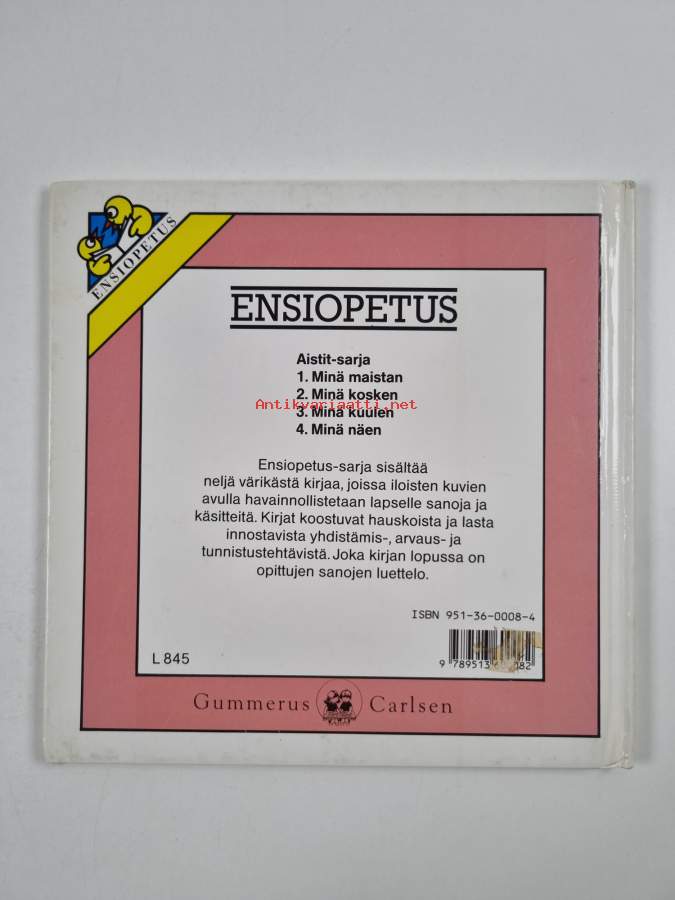 ENSIOPETUS
ENSIOPETUS
Aistit-sarja
1. Minä maistan
2. Minä kosken
Antikvariaatti.net
3. Minä kuulen
4. Minä näen
Ensiopetus-sarja sisältää
neljä värikästä kirjaa, joissa iloisten kuvien
avulla havainnollistetaan lapselle sanoja ja
käsitteitä. Kirjat koostuvat hauskoista ja lasta
innostavista yhdistämis-, arvaus- ja
tunnistustehtävistä. Joka kirjan lopussa on
opittujen sanojen luettelo.
ISBN 951-36-0008-4
L 845
Gummerus Carlsen